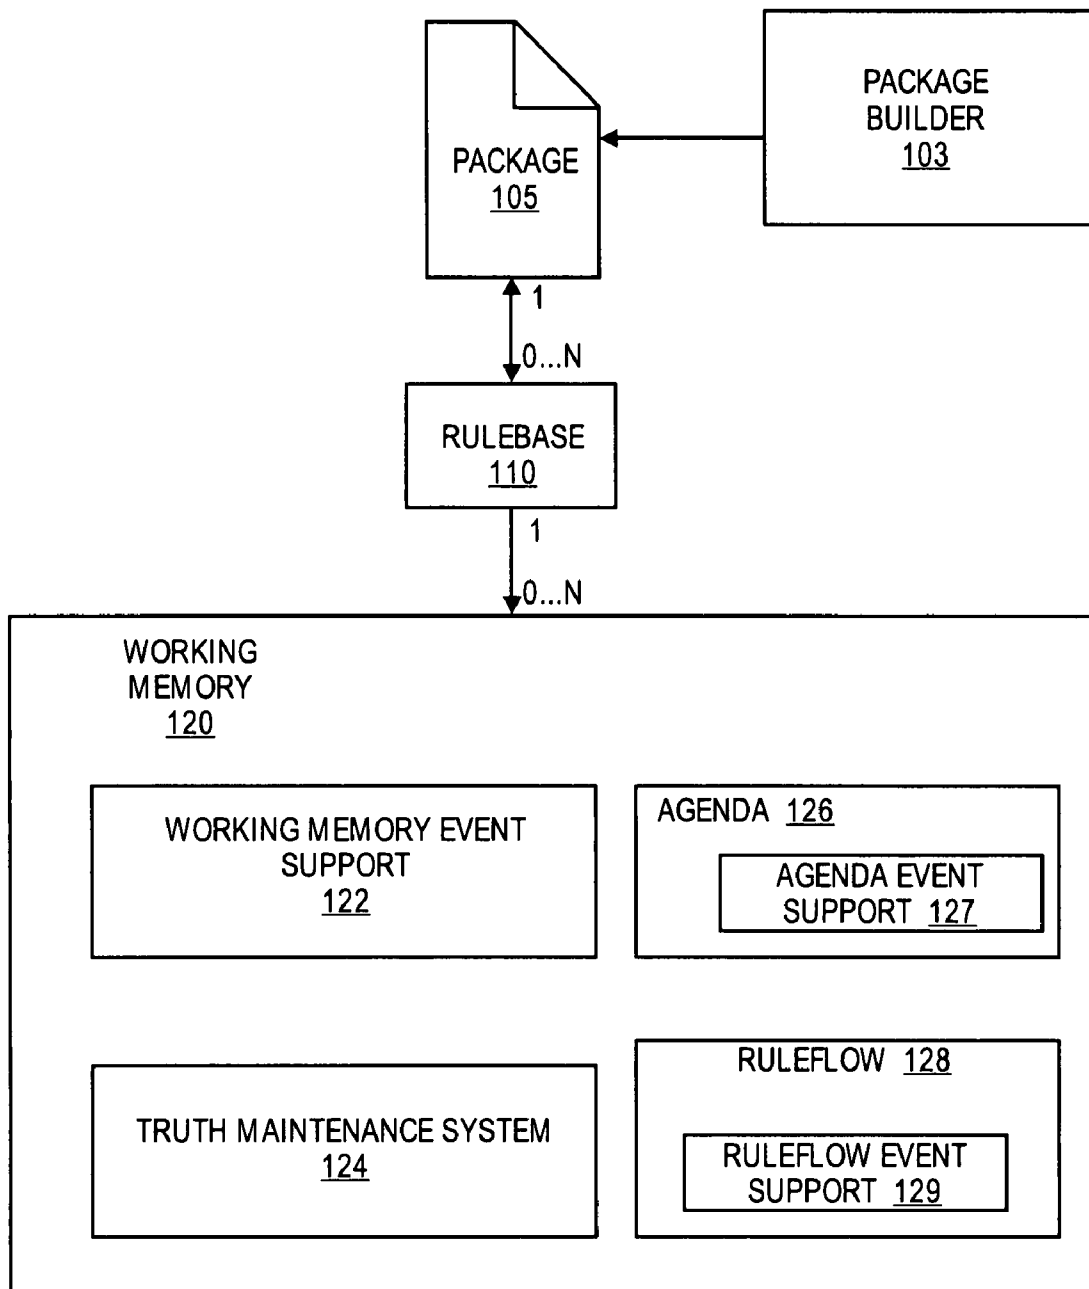 PACKAGE
BUILDER
103
PACKAGE
105
1
0...N
RULEBASE
110
1
0...N
WORKING
MEMORY
120
WORKING MEMORY EVENT
SUPPORT
122
AGENDA 126
AGENDA EVENT
SUPPORT 127
TRUTH MAINTENANCE SYSTEM
124
RULEFLOW 128
RULEFLOW EVENT
SUPPORT 129